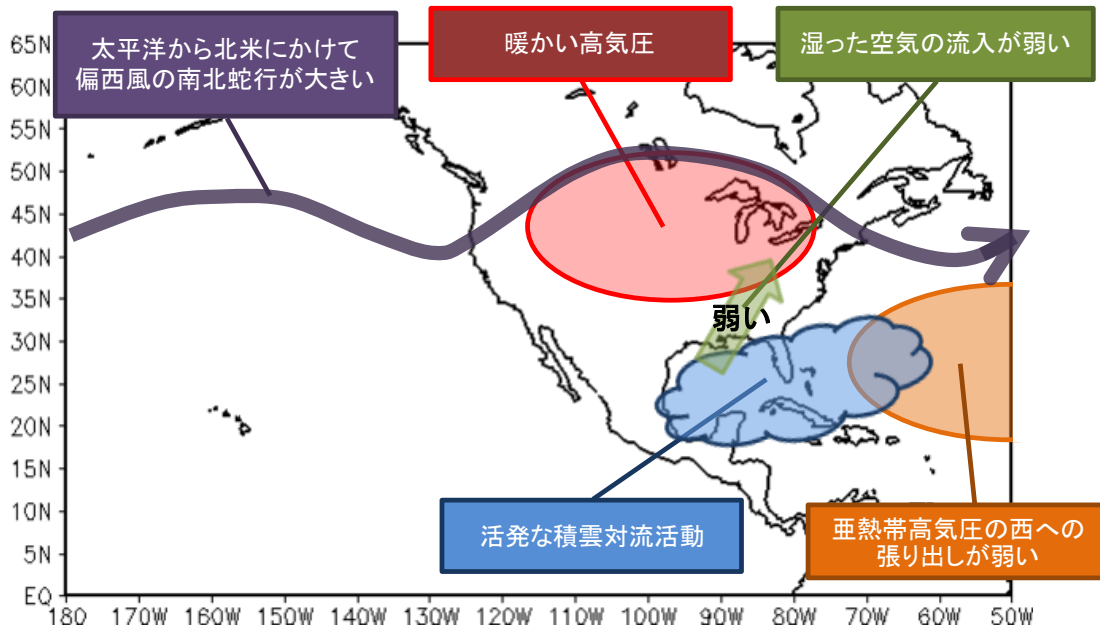 太平洋から北米にかけて
偏西風の南北蛇行が大きい
暖かい高気圧
湿った空気の流入が弱い
65N
60N
55N
50N
45N
40N
35N
30N
25N
20N
15N
10N
5N
EQ
弱い
活発な積雲対流活動
亜熱帯高気圧の西への
張り出しが弱い
180 170W 160W 150W 140W 130W 120W 110W 100W 90W 80W 70W 60W 50W